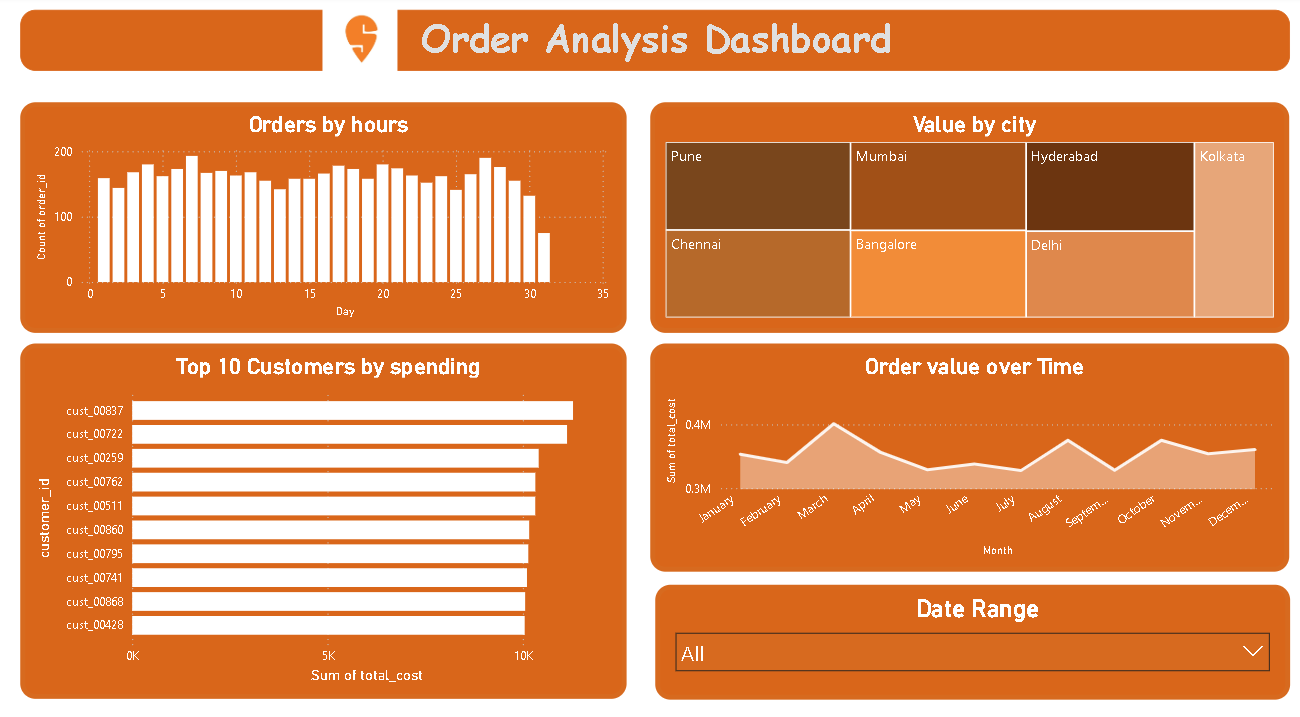 Order Analysis Dashboard
Orders by hours
Count of order_id
200
100
0
0 5 10 15 20 25 30 35
Day
Value by city
Pune Mumbai Hyderabad Kolkata
Chennai Bangalore Delhi
Top 10 Customers by spending
customer_id
cust_00837
cust_00722
cust_00259
cust_00762
cust_00511
cust_00860
cust_00795
cust_00741
cust_00868
cust_00428
0K 5K 10K
Sum of total_cost
Order value over Time
Sum of total_cost
0.4M
0.3M
January February March April May June July August Septem... October Novem... Decem...
Month
Date Range
All